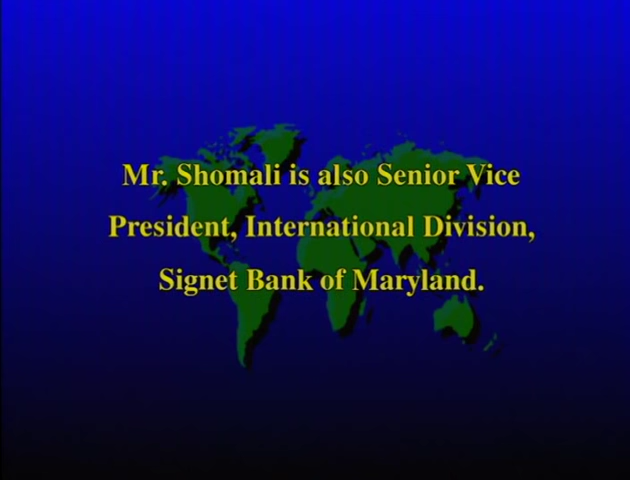 Mr. Shomali is also Senior Vice
President, International Division,
Signet Bank of Maryland.